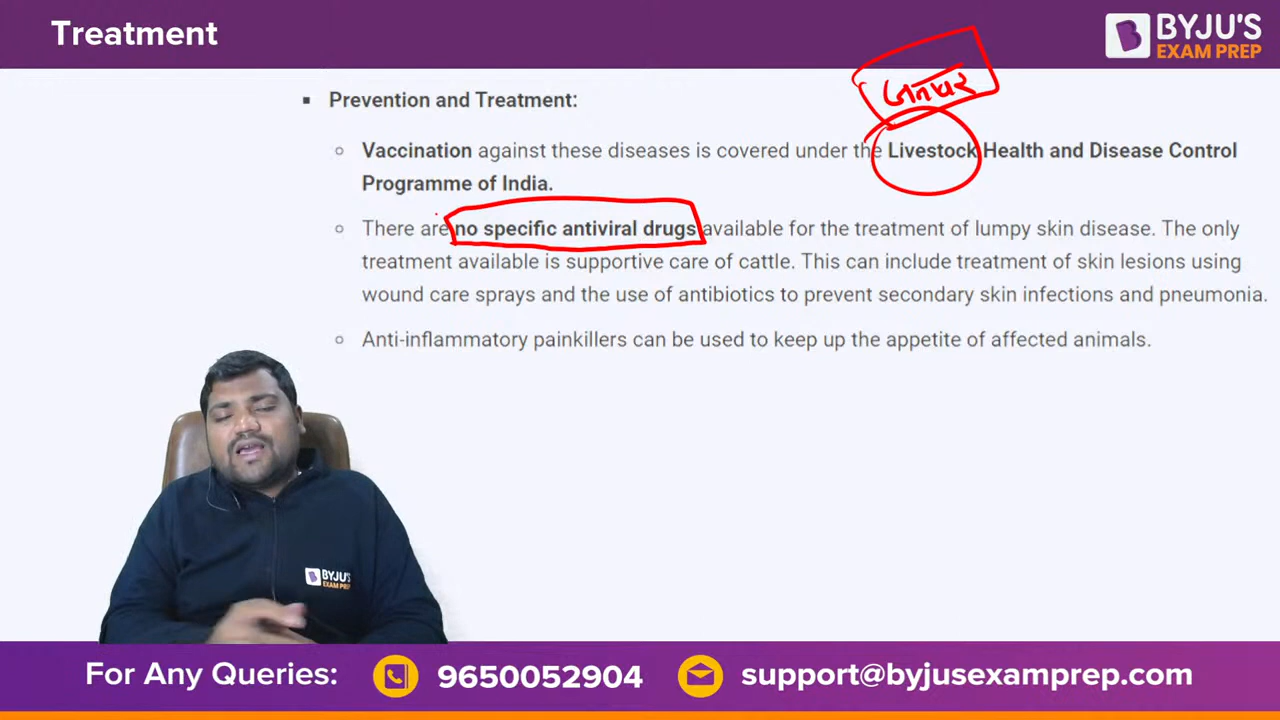 Treatment
BYJU'S
EXAM PREP
Prevention and Treatment:
Vaccination against these diseases is covered under the Livestock Health and Disease Control
Programme of India.
There are no specific antiviral drugs available for the treatment of lumpy skin disease. The only
treatment available is supportive care of cattle. This can include treatment of skin lesions using
wound care sprays and the use of antibiotics to prevent secondary skin infections and pneumonia.
Anti-inflammatory painkillers can be used to keep up the appetite of affected animals.
BYJU'S
EXAM PREP
For Any Queries: 9650052904 support@byjusexamprep.com